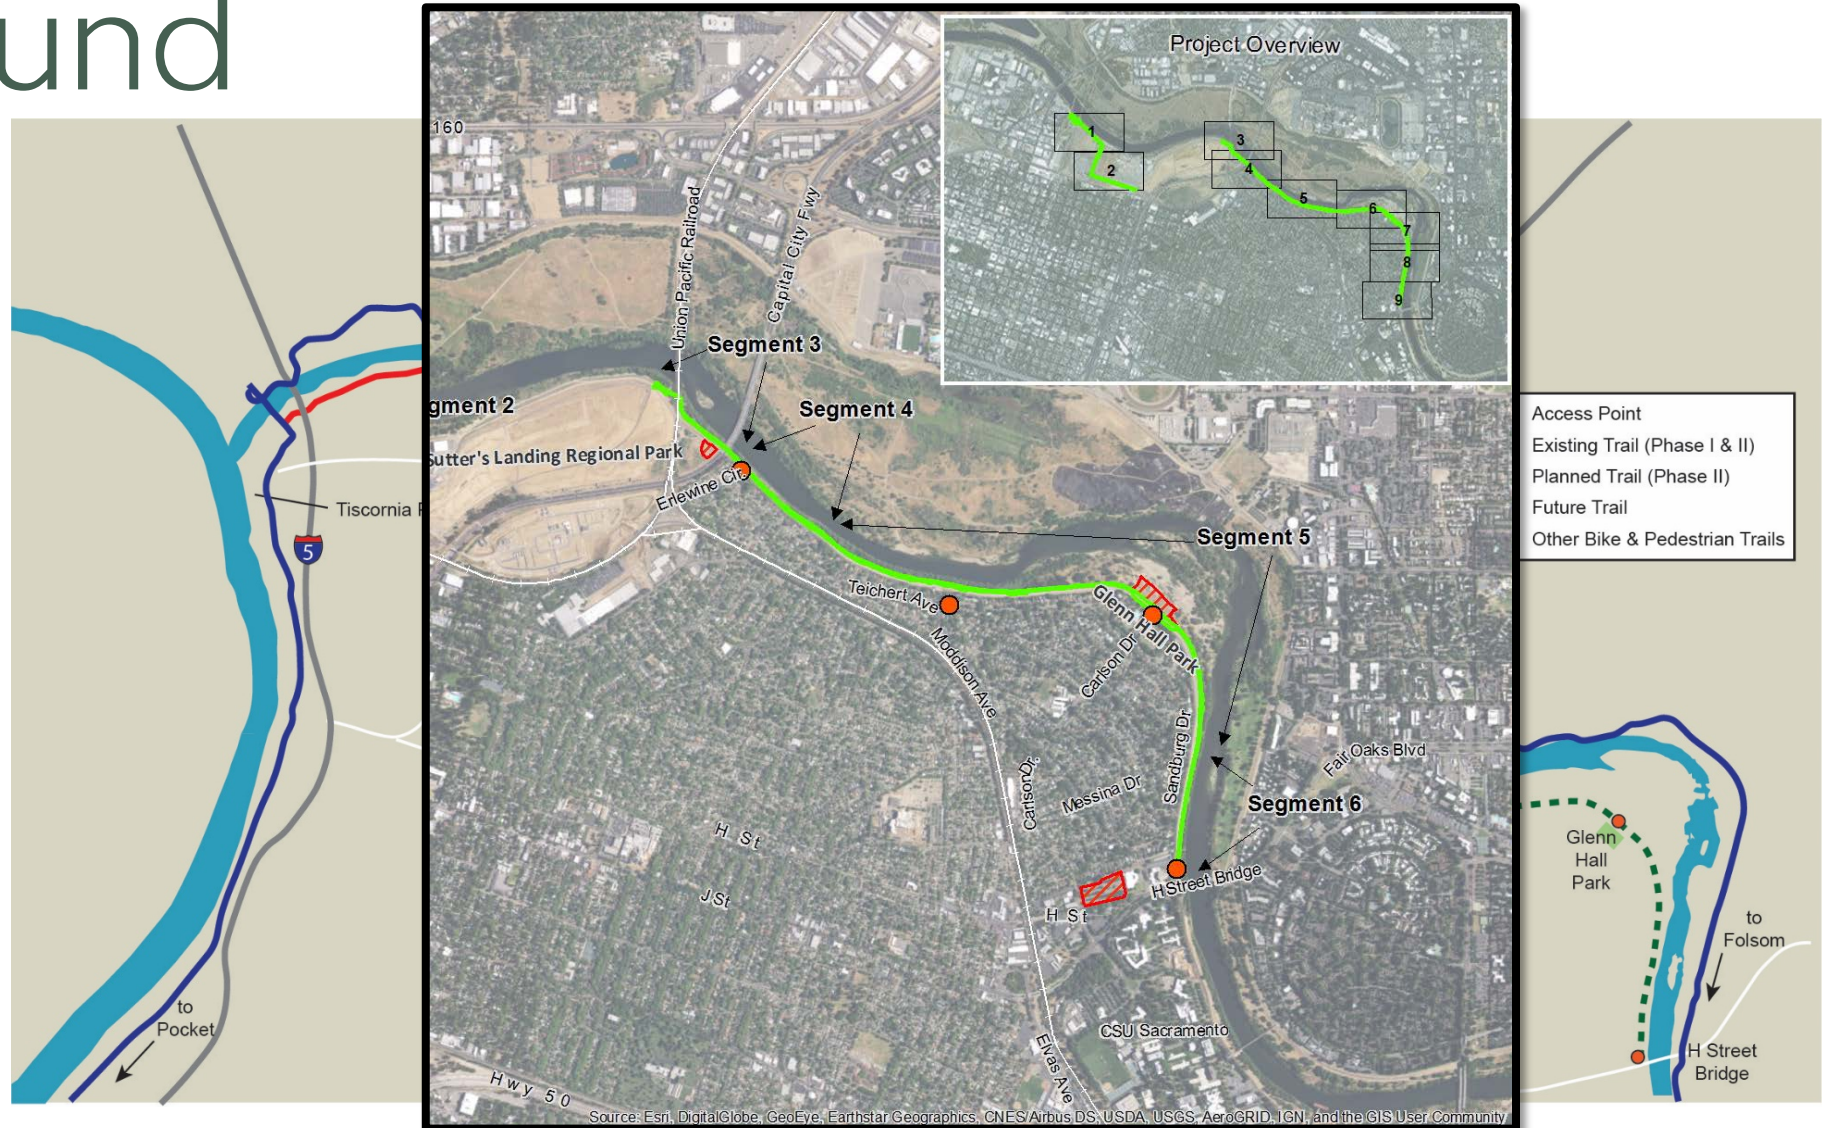 und
Project Overview
1
2
3
4
5
6
7
8
9
160
Union Pacific Railroad
Capital City Fwy
Segment 3
gment 2
Segment 4
Sutter's Landing Regional Park
Erlewine Cir.
Segment 5
Teichert Ave
Glenn Hall Park
Moddison Ave
Carlson Dr
Sandburg Dr
Fair Oaks Blvd
Carlson Dr.
Messina Dr
Segment 6
H St
J St
H Street Bridge
H St
CSU Sacramento
Elvas Ave
Hwy 50
Source: Esri, DigitalGlobe, GeoEye, Earthstar Geographics, CNES/Airbus DS, USDA, USGS, AeroGRID, IGN, and the GIS User Community
Tiscornia
5
to
Pocket
Access Point
Existing Trail (Phase I & II)
Planned Trail (Phase II)
Future Trail
Other Bike & Pedestrian Trails
Glenn
Hall
Park
to
Folsom
H Street
Bridge